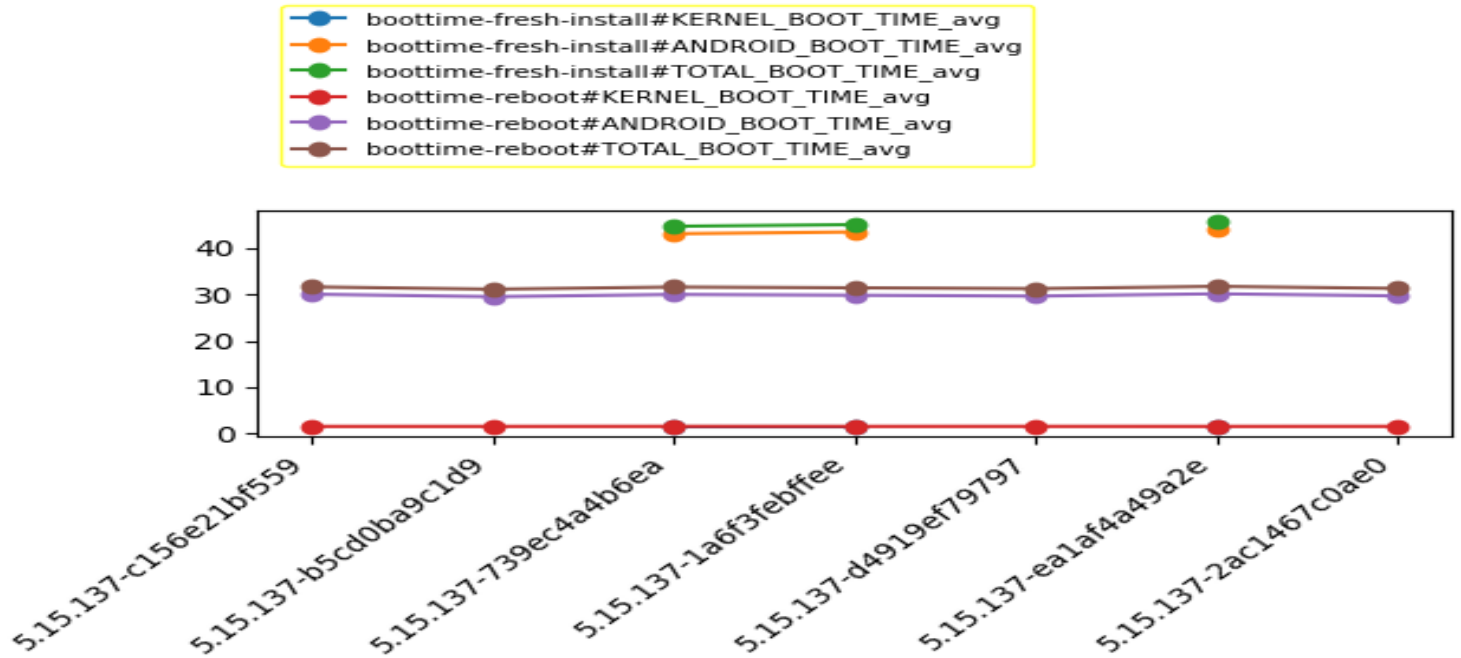 boottime-fresh-install#KERNEL_BOOT_TIME_avg
boottime-fresh-install#ANDROID_BOOT_TIME_avg
boottime-fresh-install#TOTAL_BOOT_TIME_avg
boottime-reboot#KERNEL_BOOT_TIME_avg
boottime-reboot#ANDROID_BOOT_TIME_avg
boottime-reboot#TOTAL_BOOT_TIME_avg
40
30
20
10
0
5.15.137-c156e21bf559
5.15.137-b5cd0ba9c1d9
5.15.137-739ec4a4b6ea
5.15.137-1a6f3febffee
5.15.137-d4919ef79797
5.15.137-ea1af4a49a2e
5.15.137-2ac1467c0ae0